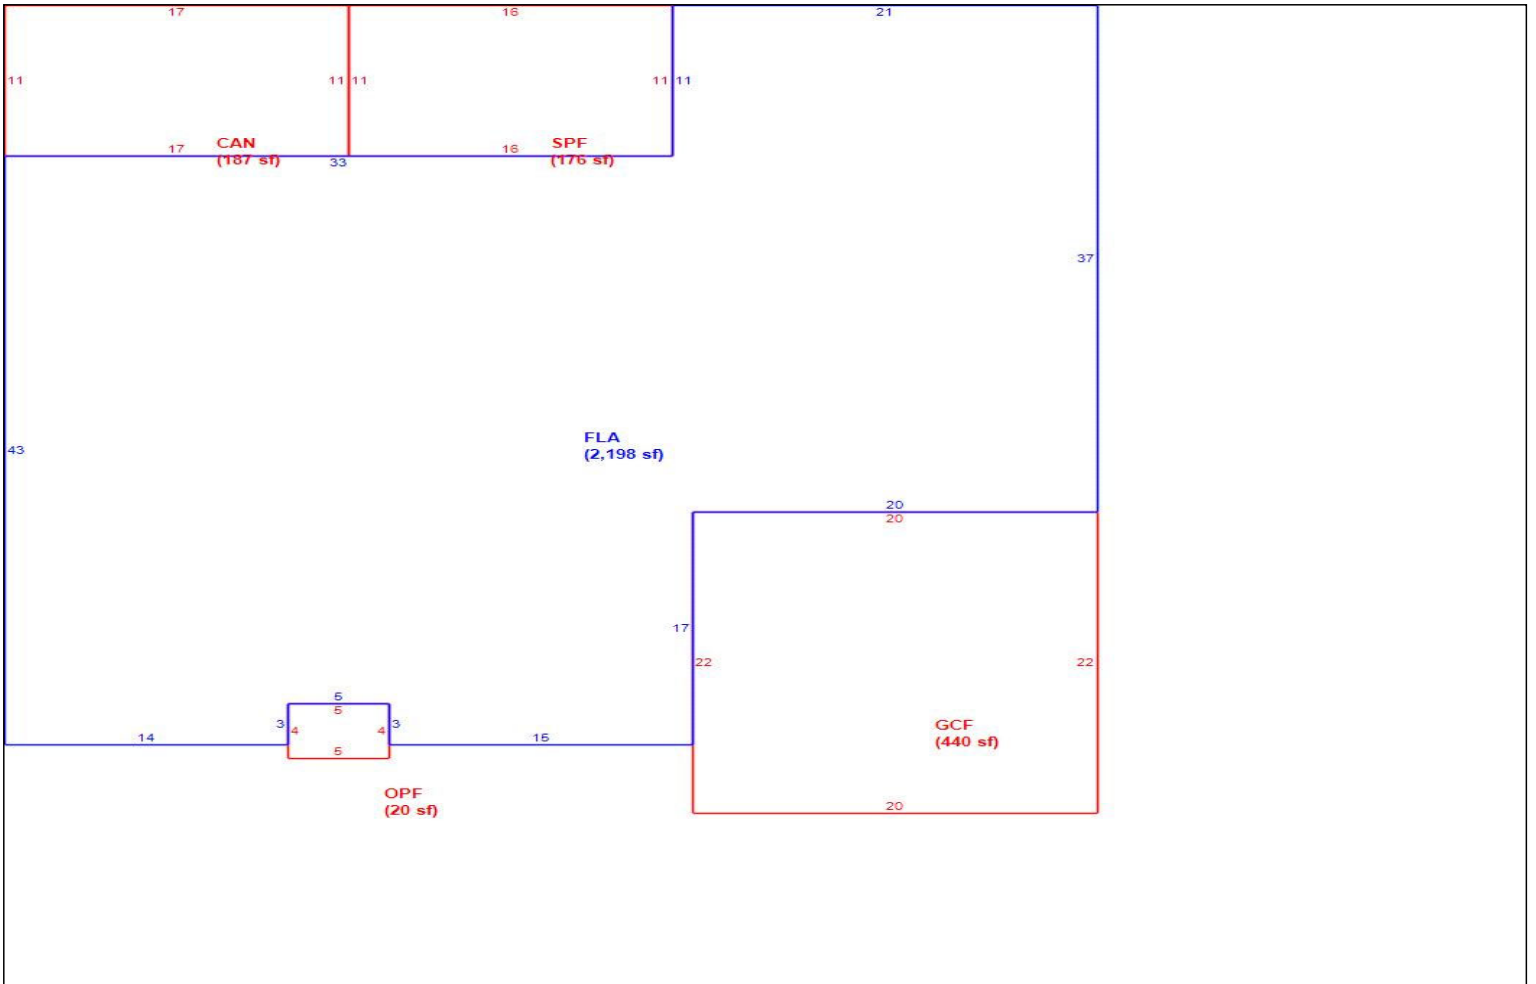 17 16 21
11 11 11 11 11
CAN SPF
17 16
(187 sf) (176 sf)
33
37
FLA
43
(2,198 sf)
20
20
17
22 22
5
5
3 3
4 4
GCF
14 15
(440 sf)
5
OPF
20
(20 sf)